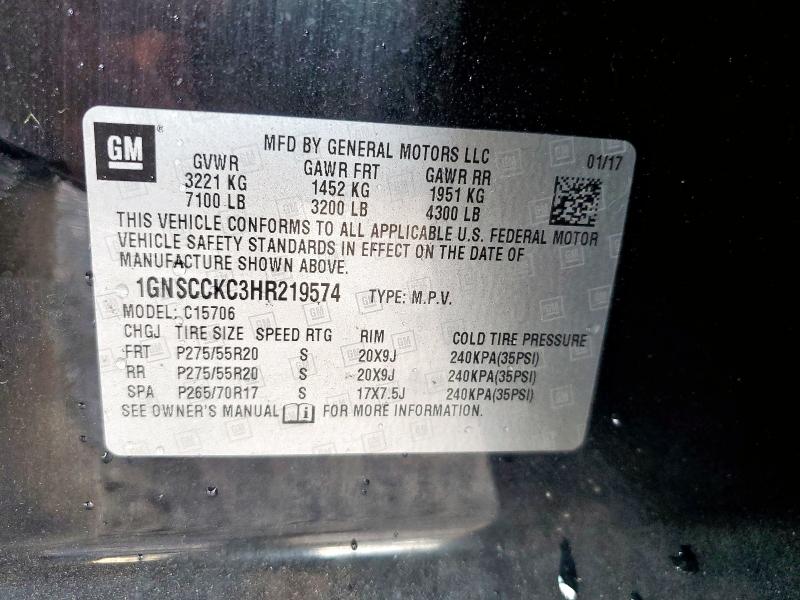 GM
MFD BY GENERAL MOTORS LLC 01/17
GVWR GAWR FRT GAWR RR
3221 KG 1452 KG 1951 KG
7100 LB 3200 LB 4300 LB
THIS VEHICLE CONFORMS TO ALL APPLICABLE U.S. FEDERAL MOTOR
VEHICLE SAFETY STANDARDS IN EFFECT ON THE DATE OF
MANUFACTURE SHOWN ABOVE.
1GNSCCKC3HR219574 TYPE: M.P.V.
MODEL: C15706
CHGJ TIRE SIZE SPEED RTG RIM COLD TIRE PRESSURE
FRT P275/55R20 S 20X9J 240KPA(35PSI)
RR P275/55R20 S 20X9J 240KPA(35PSI)
SPA P265/70R17 S 17X7.5J 240KPA(35PSI)
SEE OWNER'S MANUAL FOR MORE INFORMATION.